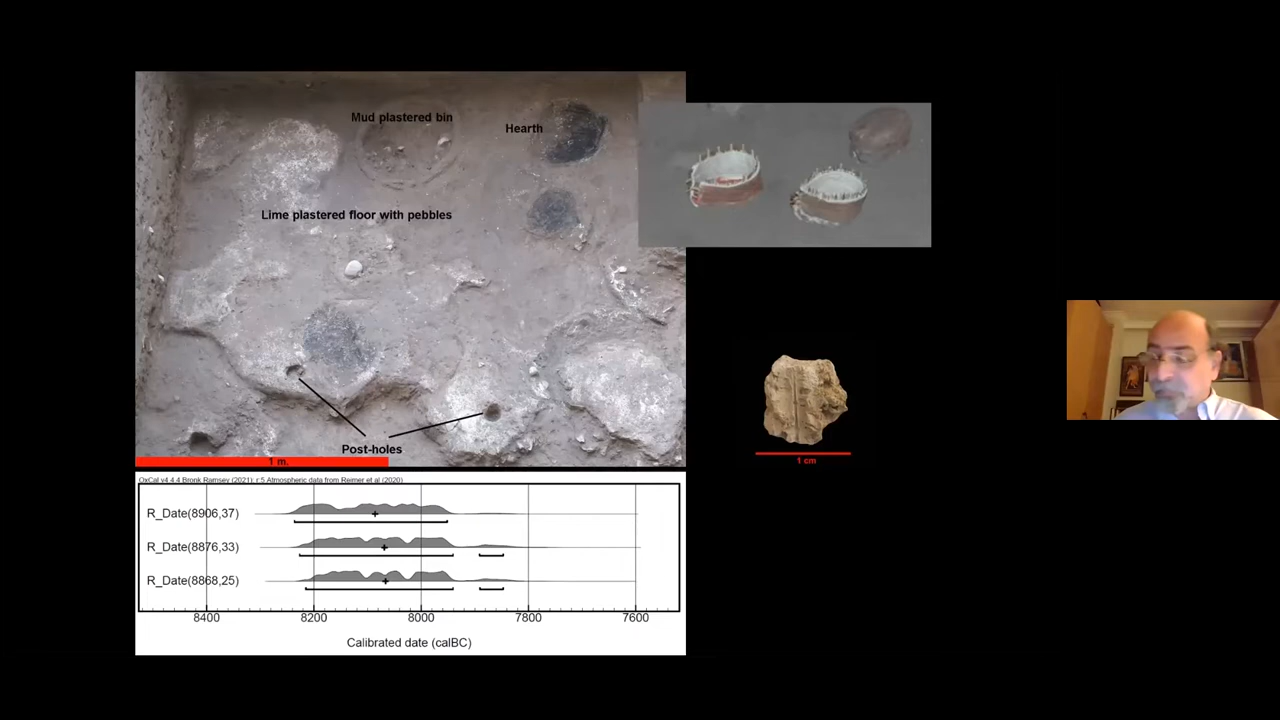 Mud plastered bin
Hearth
Lime plastered floor with pebbles
Post-holes
1 m.
1 cm
OxCal v4.4.4 Bronk Ramsey (2021); r:5 Atmospheric data from Reimer et al (2020)
R_Date(8906,37)
R_Date(8876,33)
R_Date(8868,25)
8400 8200 8000 7800 7600
Calibrated date (calBC)